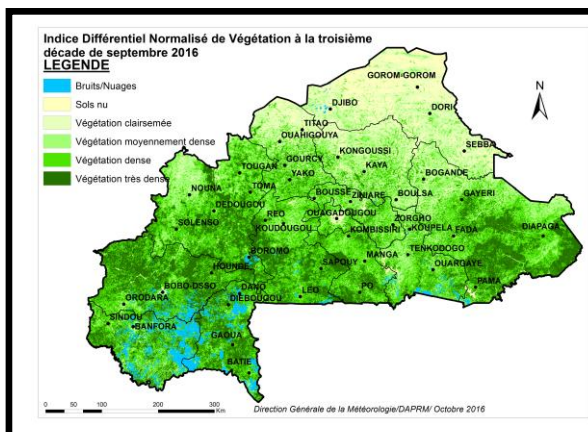 Indice Différentiel Normalisé de Végétation à la troisième
décade de septembre 2016
LEGENDE
Bruits/Nuages
Sols nu
Végétation clairsemée
Végétation moyennement dense
Végétation dense
Végétation très dense
N
GOROM-GOROM
DJIBO
DORI
TITAO
OUAHIGOUYA
SEBBA
KONGOUSSI
GOURCY
TOUGAN
KAYA
YAKO
BOGANDE
TOMA
NOUNA
BOUSSE
ZINIARE
BOULSA
GAYERI
DEDOUGOU
OUAGADOUGOU
REO
ZORGHO
SOLENSO
KOUDOUGOU
KOMBISSIRI
KOUPELA
FADA
DIAPAGA
BOROMO
TENKODOGO
MANGA
SAPOUY
OUARGAYE
HOUNDE
BOBO-DSSO
DANO
LEO
PO
PAMA
DIEBOUGOU
ORODARA
SINDOU
BANFORA
GAOUA
BATIE
0 50 100 200 300
Km
Direction Générale de la Météorologie/DAPRM/ Octobre 2016